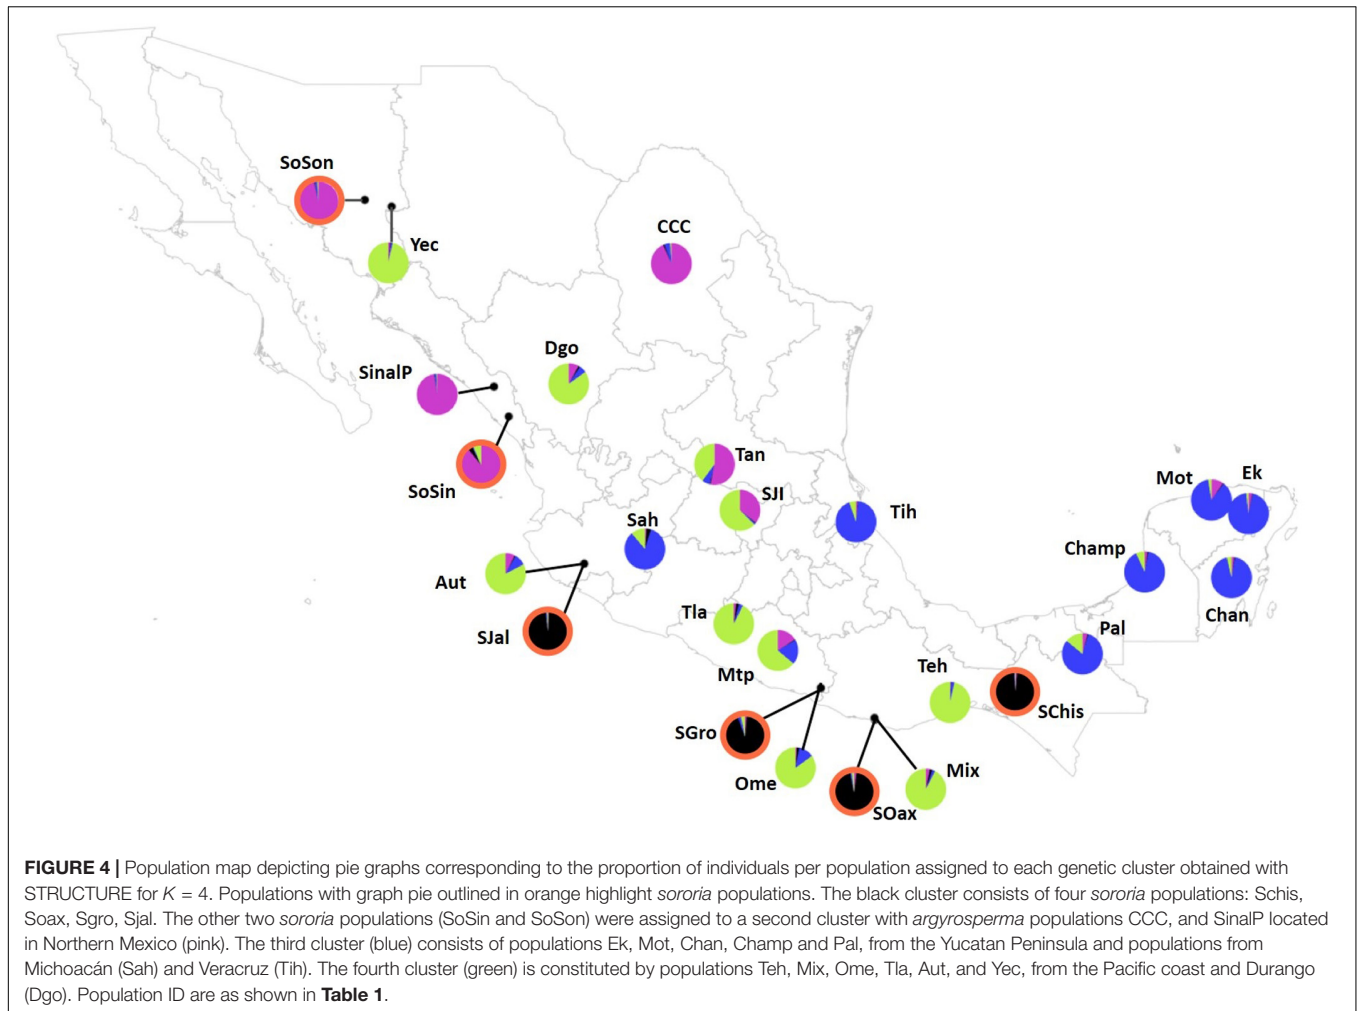 SoSon
Yec
CCC
Dgo
SinalP
SoSin
Tan
SJI
Tih
Sah
Mot
Ek
Champ
Chan
Aut
SJal
Tla
Mtp
Pal
Teh
SChis
SGro
Ome
Mix
SOax
FIGURE 4 | Population map depicting pie graphs corresponding to the proportion of individuals per population assigned to each genetic cluster obtained with
STRUCTURE for K = 4. Populations with graph pie outlined in orange highlight sororia populations. The black cluster consists of four sororia populations: Schis,
Soax, Sgro, Sjal. The other two sororia populations (SoSin and SoSon) were assigned to a second cluster with argyrosperma populations CCC, and SinalP located
in Northern Mexico (pink). The third cluster (blue) consists of populations Ek, Mot, Chan, Champ and Pal, from the Yucatan Peninsula and populations from
Michoacán (Sah) and Veracruz (Tih). The fourth cluster (green) is constituted by populations Teh, Mix, Ome, Tla, Aut, and Yec, from the Pacific coast and Durango
(Dgo). Population ID are as shown in Table 1.